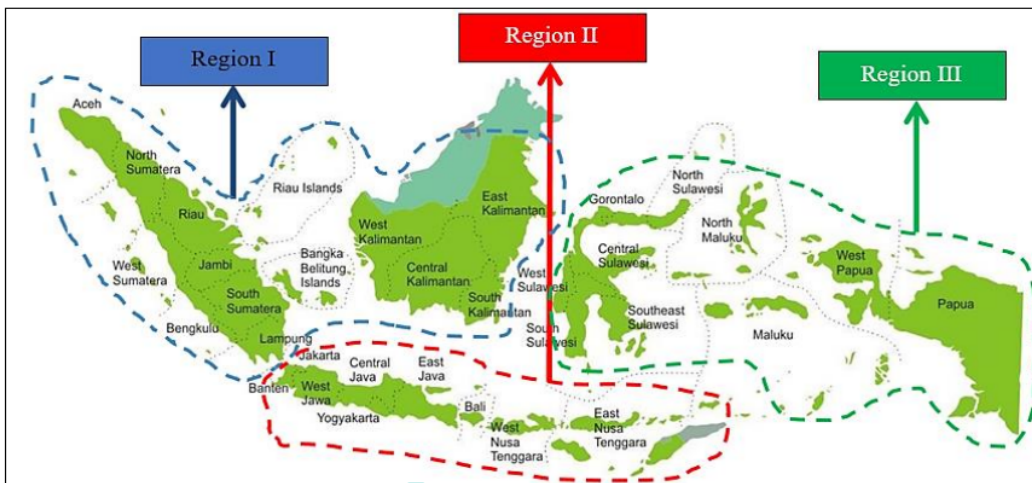 Region I
Region II
Region III
Aceh
North
Sumatera
Riau Islands
Riau
West
Sumatera
Jambi
Bangka
Belitung
Islands
South
Sumatera
Bengkulu
Lampung
West
Kalimantan
East
Kalimantan
Central
Kalimantan
South
Kalimantan
Gorontalo
North
Sulawesi
Central
Sulawesi
West
Sulawesi
South
Sulawesi
Southeast
Sulawesi
North
Maluku
Maluku
West
Papua
Papua
Jakarta
Banten
West
Jawa
Central
Java
East
Java
Yogyakarta
Bali
West
Nusa
Tenggara
East
Nusa
Tenggara